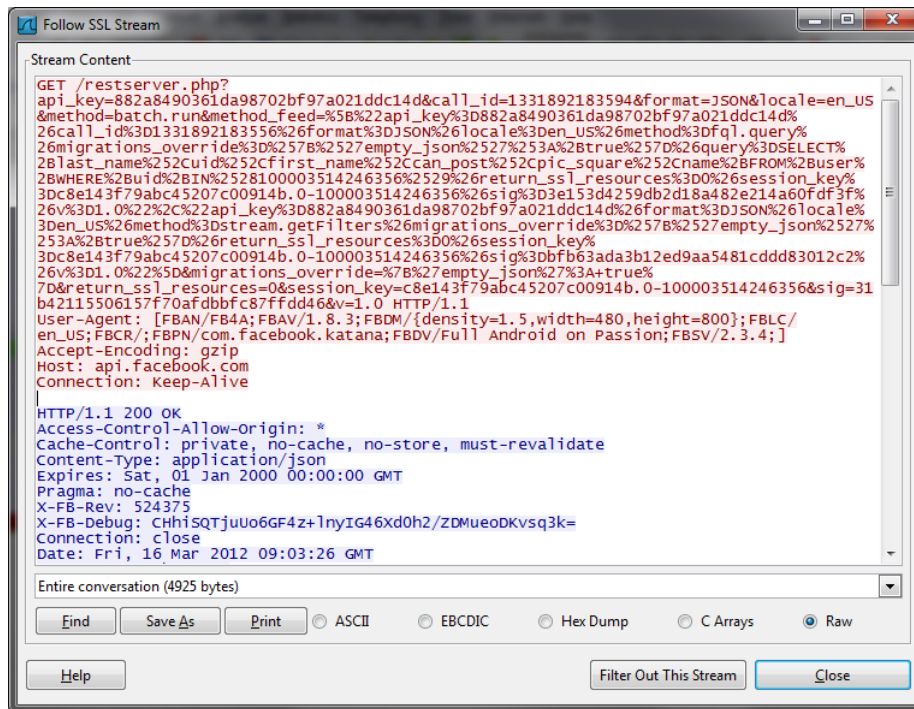 Follow SSL Stream
Stream Content
GET /restserver.php?
api_key=882a8490361da98702bf97a021ddc14d&call_id=1331892183594&format=JSON&locale=en_US
&method=batch.run&method_feed=%5B%22api_key%3D882a8490361da98702bf97a021ddc14d%
26call_id%3D1331892183556%26format%3DJSON%26locale%3Den_US%26method%3Dfql.query%
26migrations_override%3D%257B%2527empty_json%2527%253A%2Btrue%257D%26query%3DSELECT%
2Blast_name%252Cuid%252Cfirst_name%252Ccan_post%252Cpic_square%252Cname%2BFROM%2Buser%
2BWHERE%2Buid%2BIN%2528100003514246356%2529%26return_ssl_resources%3D0%26session_key%
3Dc8e143f79abc45207c00914b.0-100003514246356%26sig%3D3e153d4259db2d18a482e214a60fdf3f%
26v%3D1.0%22%2C%22api_key%3D882a8490361da98702bf97a021ddc14d%26format%3DJSON%26locale%
3Den_US%26method%3Dstream.getFilters%26migrations_override%3D%257B%2527empty_json%2527%
253A%2Btrue%257D%26return_ssl_resources%3D0%26session_key%
3Dc8e143f79abc45207c00914b.0-100003514246356%26sig%3Dbfb63ada3b12ed9aa5481cddd83012c2%
26v%3D1.0%22%5D&migrations_override=%7B%27empty_json%27%3A+true%
7D&return_ssl_resources=0&session_key=c8e143f79abc45207c00914b.0-100003514246356&sig=31
b42115506157f70afdbbfc87ffdd46&v=1.0 HTTP/1.1
User-Agent: [FBAN/FB4A;FBAV/1.8.3;FBDM/{density=1.5,width=480,height=800};FBLC/
en_US;FBCR/;FBPN/com.facebook.katana;FBDV/Full Android on Passion;FBSV/2.3.4;]
Accept-Encoding: gzip
Host: api.facebook.com
Connection: Keep-Alive
HTTP/1.1 200 OK
Access-Control-Allow-Origin: *
Cache-Control: private, no-cache, no-store, must-revalidate
Content-Type: application/json
Expires: Sat, 01 Jan 2000 00:00:00 GMT
Pragma: no-cache
X-FB-Rev: 524375
X-FB-Debug: CHhiSQTjuUo6GF4z+lnyIG46Xd0h2/ZDMueoDKvsq3k=
Connection: close
Date: Fri, 16 Mar 2012 09:03:26 GMT
Entire conversation (4925 bytes)
Find Save As Print ASCII EBCDIC Hex Dump C Arrays Raw
Help Filter Out This Stream Close